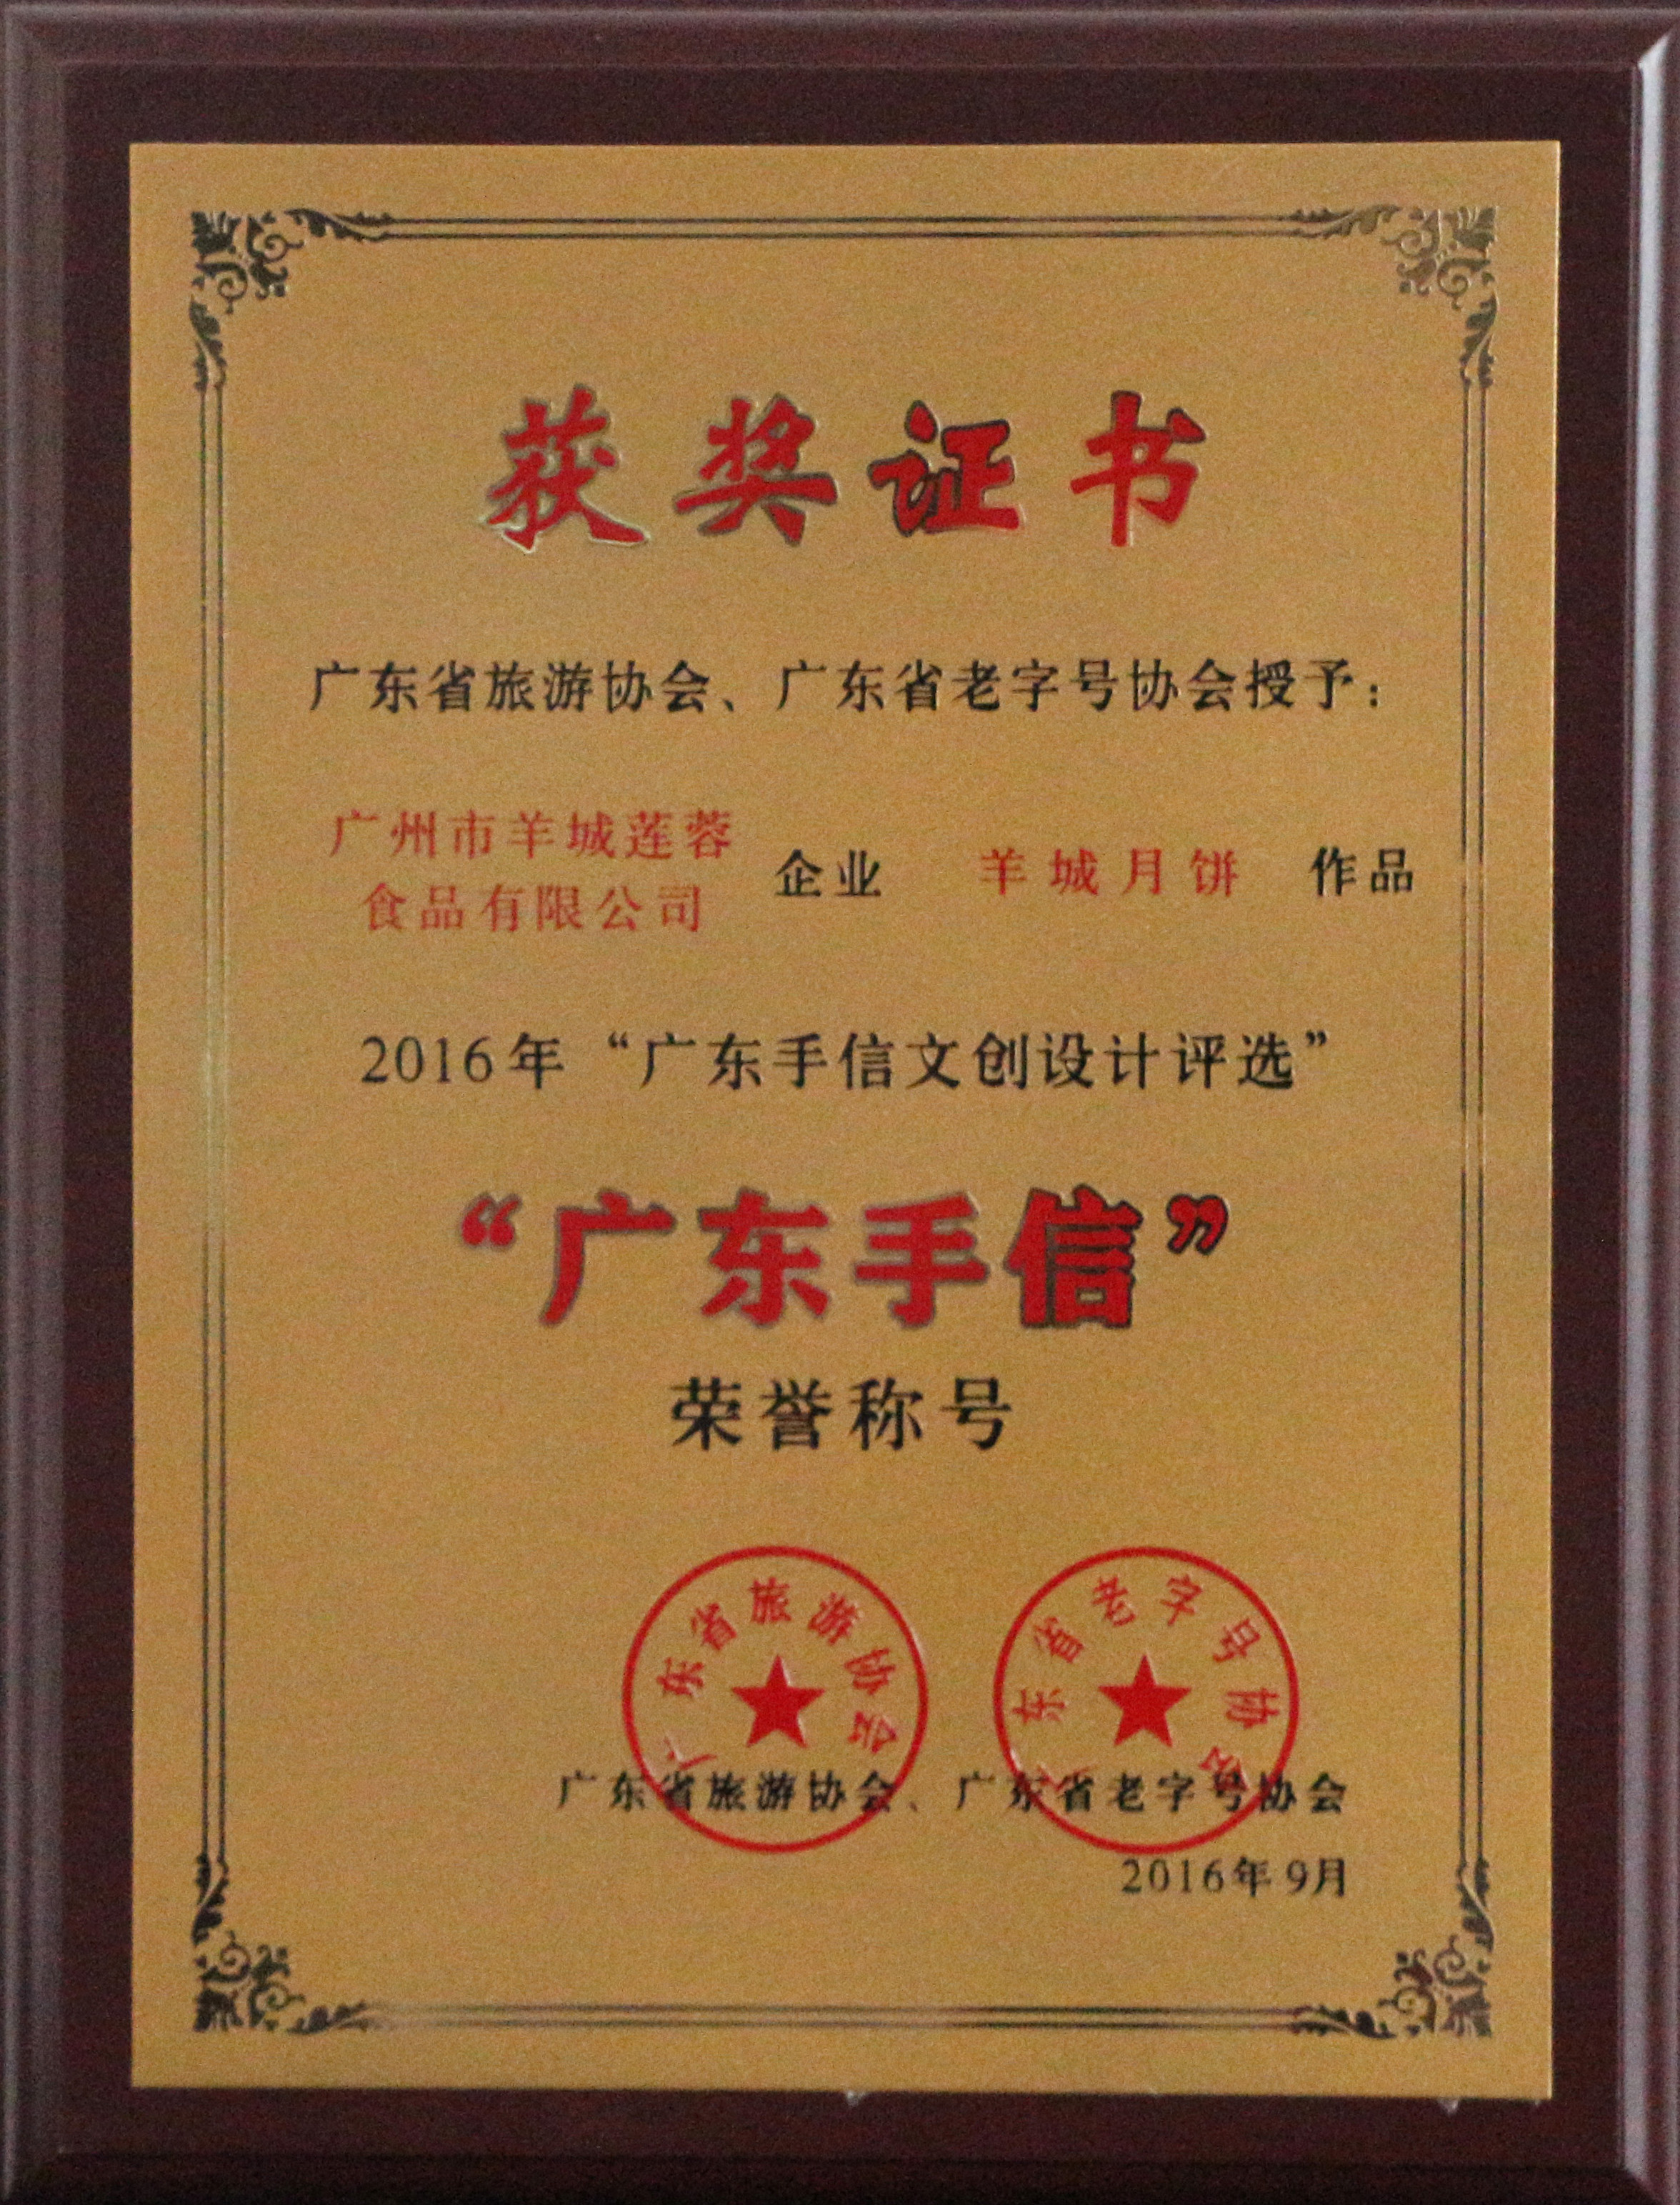 获奖证书
广东省旅游协会、广东省老字号协会授予：
广州市羊城莲蓉
食品有限公司
企业 羊城月饼 作品
2016年“广东手信文创设计评选”
“广东手信”
荣誉称号
广东省旅游协会
广东省老字号协会
广东省旅游协会、广东省老字号协会
2016年9月